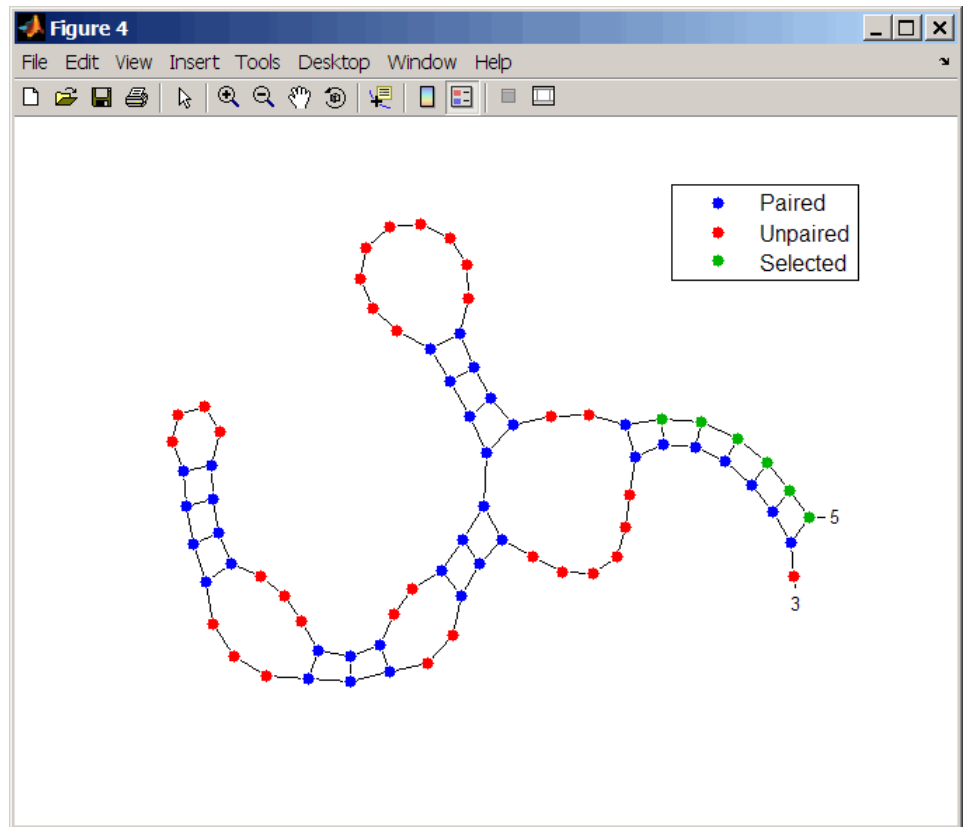 Figure 4
File Edit View Insert Tools Desktop Window Help
Paired
Unpaired
Selected
5
3